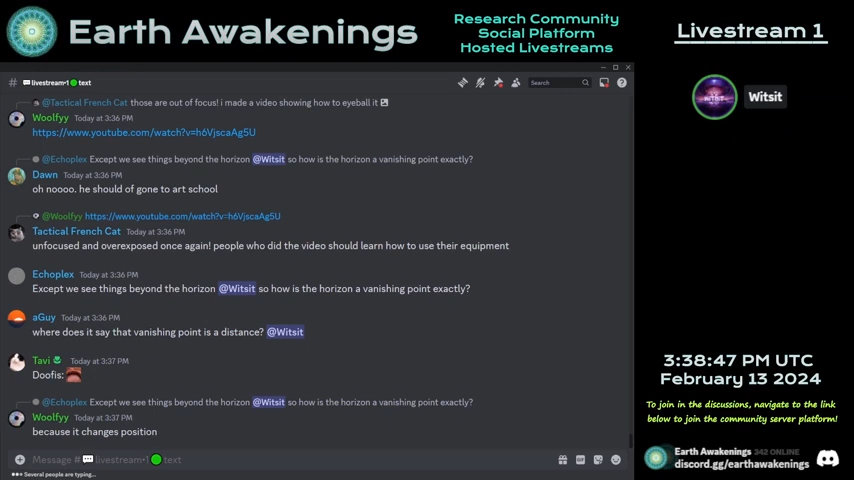 Earth Awakenings
Research Community
Social Platform
Hosted Livestreams
Livestream 1
Witsit
# livestream-1 text
Search
@Tactical French Cat those are out of focus! i made a video showing how to eyeball it
Woolfyy Today at 3:36 PM
https://www.youtube.com/watch?v=h6VjscaAg5U
@Echoplex Except we see things beyond the horizon @Witsit so how is the horizon a vanishing point exactly?
Dawn Today at 3:36 PM
oh noooo. he should of gone to art school
@Woolfyy https://www.youtube.com/watch?v=h6VjscaAg5U
Tactical French Cat Today at 3:36 PM
unfocused and overexposed once again! people who did the video should learn how to use their equipment
Echoplex Today at 3:36 PM
Except we see things beyond the horizon @Witsit so how is the horizon a vanishing point exactly?
aGuy Today at 3:36 PM
where does it say that vanishing point is a distance? @Witsit
Tavi Today at 3:37 PM
Doofis:
@Echoplex Except we see things beyond the horizon @Witsit so how is the horizon a vanishing point exactly?
Woolfyy Today at 3:37 PM
because it changes position
Message # livestream-1 text
GIF
Several people are typing...
3:38:47 PM UTC
February 13 2024
To join in the discussions, navigate to the link
below to join the community server platform!
Earth Awakenings 342 ONLINE
discord.gg/earthawakenings